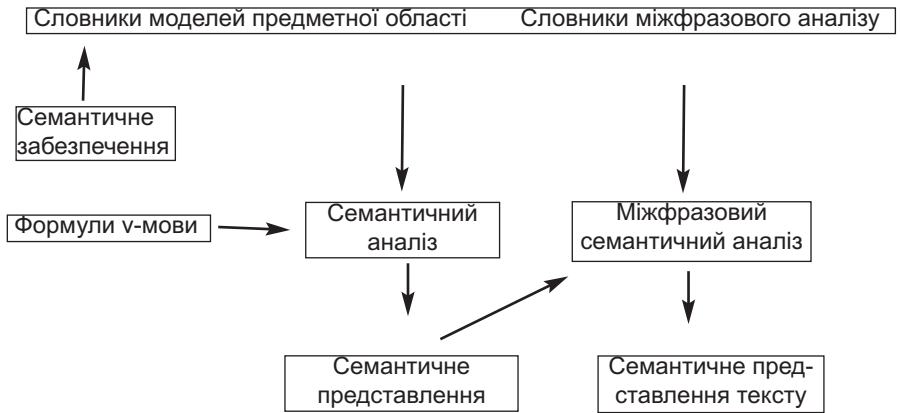 Словники моделей предметної області Словники міжфразового аналізу
Семантичне
забезпечення
Формули v-мови
Семантичний
аналіз
Міжфразовий
семантичний аналіз
Семантичне
представлення
Семантичне пред-
ставлення тексту